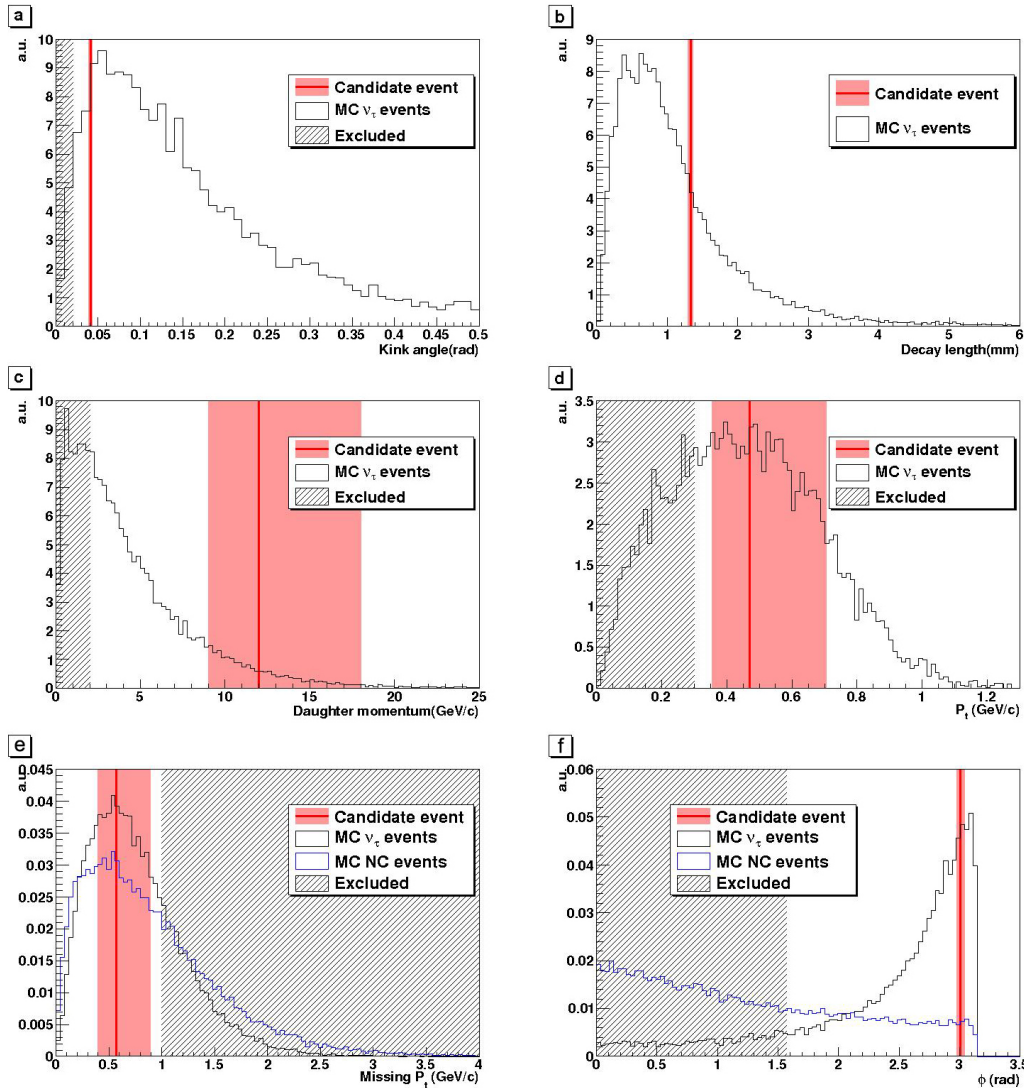 a
a.u.
10
9
8
7
6
5
4
3
2
1
0
Candidate event
MC ντ events
Excluded
0 0.05 0.1 0.15 0.2 0.25 0.3 0.35 0.4 0.45 0.5
Kink angle(rad)
b
a.u.
9
8
7
6
5
4
3
2
1
0
Candidate event
MC ντ events
0 1 2 3 4 5 6
Decay length(mm)
c
a.u.
10
9
8
7
6
5
4
3
2
1
0
Candidate event
MC ντ events
Excluded
0 5 10 15 20 25
Daughter momentum(GeV/c)
d
a.u.
3.5
3
2.5
2
1.5
1
0.5
0
Candidate event
MC ντ events
Excluded
0 0.2 0.4 0.6 0.8 1 1.2
Pt (GeV/c)
e
a.u.
0.045
0.04
0.035
0.03
0.025
0.02
0.015
0.01
0.005
0
Candidate event
MC ντ events
MC NC events
Excluded
0 0.5 1 1.5 2 2.5 3 3.5 4
Missing Pt (GeV/c)
f
a.u.
0.06
0.05
0.04
0.03
0.02
0.01
0
Candidate event
MC ντ events
MC NC events
Excluded
0 0.5 1 1.5 2 2.5 3 3.5
ϕ (rad)